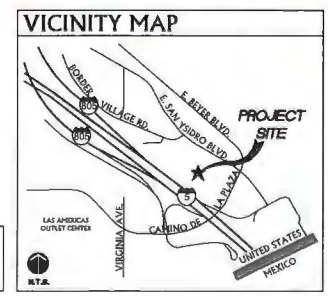 VICINITY MAP
BORDER
VILLAGE RD.
805
805
E. BEYER BLVD.
E. SAN YSIDRO BLVD.
PROJECT
SITE
5
CAMINO DE
LA PLAZA
LAS AMERICAS
OUTLET CENTER
VIRGINIA AVE.
UNITED STATES
MEXICO
N.T.S.